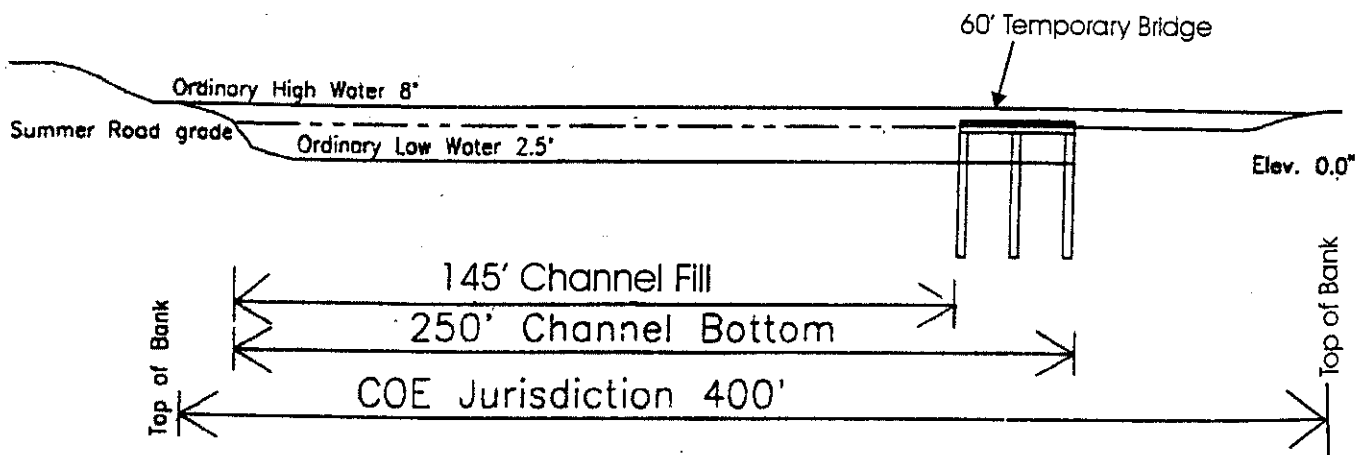 60' Temporary Bridge
Ordinary High Water 8"
Summer Road grade
Ordinary Low Water 2.5'
Elev. 0.0"
145' Channel Fill
250' Channel Bottom
COE Jurisdiction 400'
Top of Bank
Top of Bank